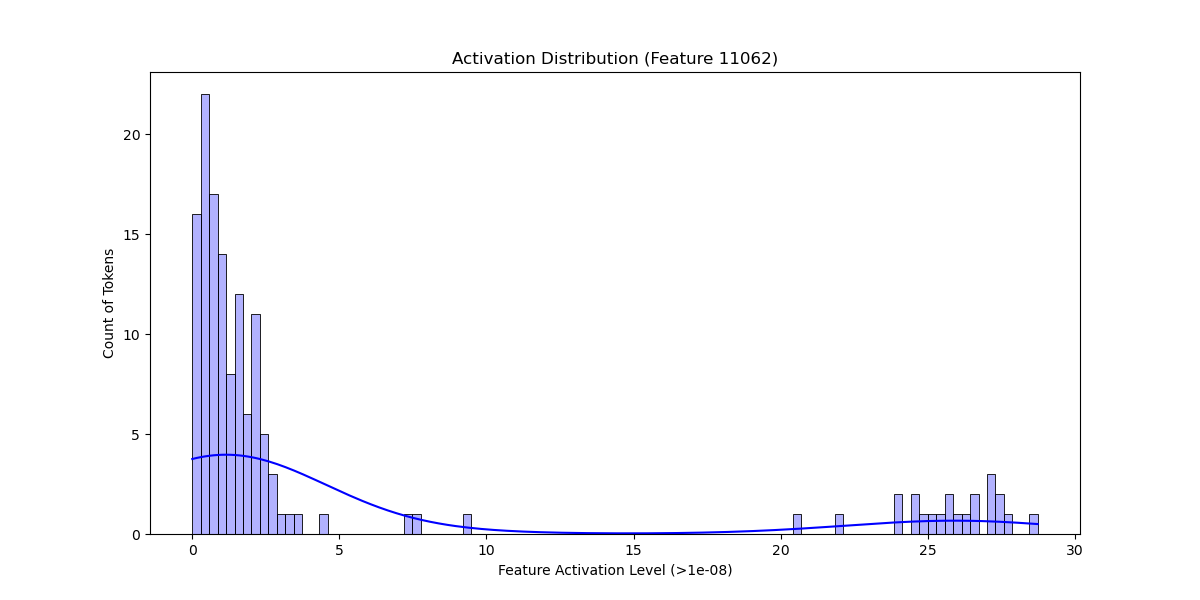 Activation Distribution (Feature 11062)
Count of Tokens
20
15
10
5
0
0 5 10 15 20 25 30
Feature Activation Level (>1e-08)